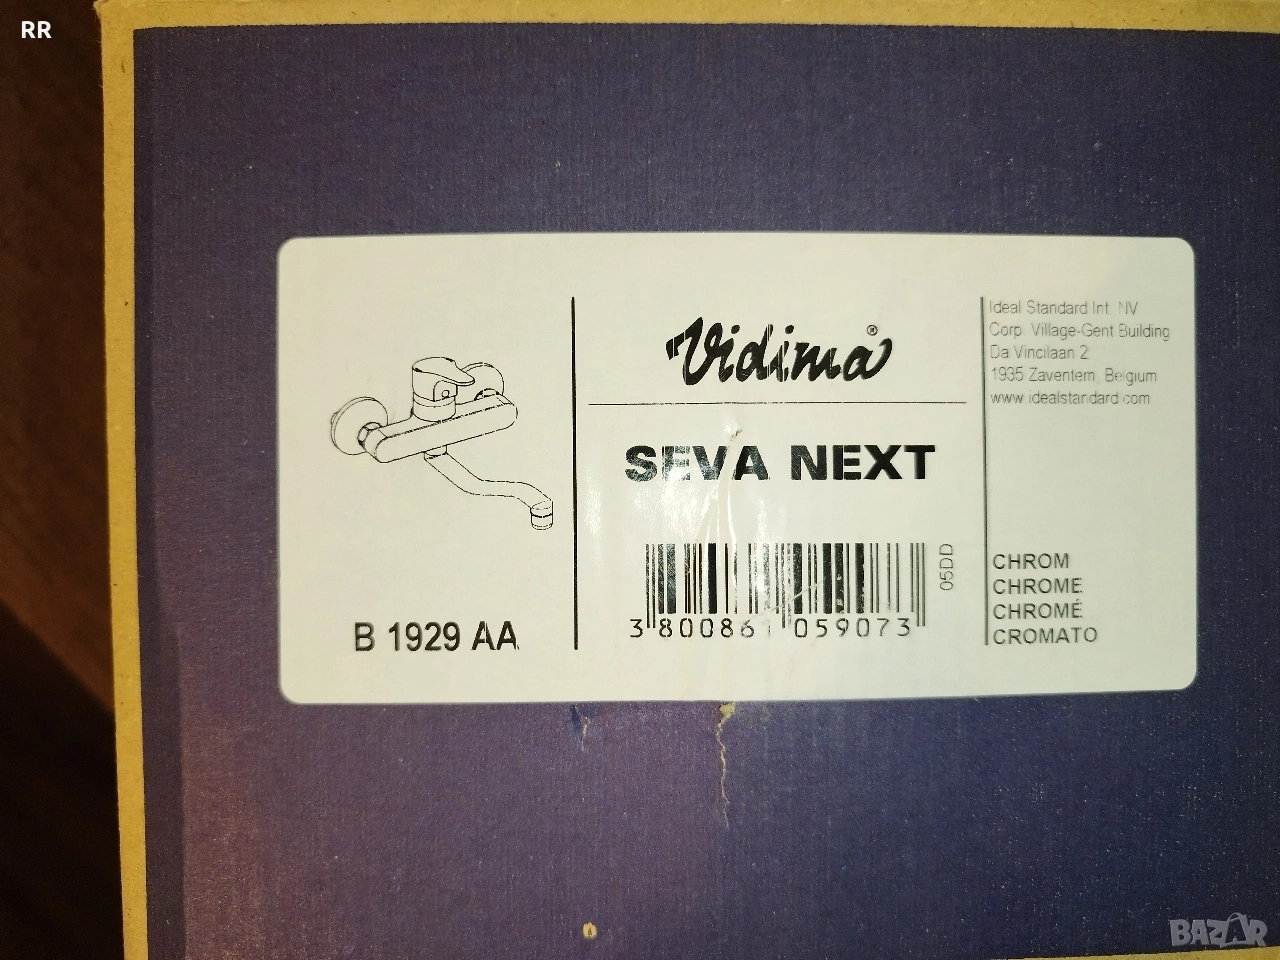 RR
Vidima®
SEVA NEXT
B 1929 AA
3 800861 059073
05DD
Ideal Standard Int. NV
Corp. Village-Gent Building
Da Vincilaan 2
1935 Zaventem, Belgium
www.idealstandard.com
CHROM
CHROME
CHROMÉ
CROMATO
BAZAR